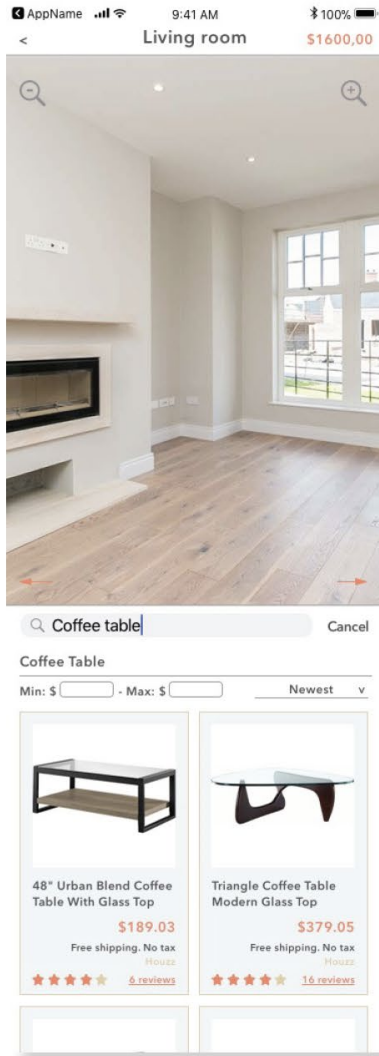 AppName 9:41 AM 100%
< Living room $1600,00
Coffee table Cancel
Coffee Table
Min: $ - Max: $ Newest v
48" Urban Blend Coffee
Table With Glass Top
$189.03
Free shipping. No tax
Houzz
6 reviews
Triangle Coffee Table
Modern Glass Top
$379.05
Free shipping. No tax
Houzz
16 reviews